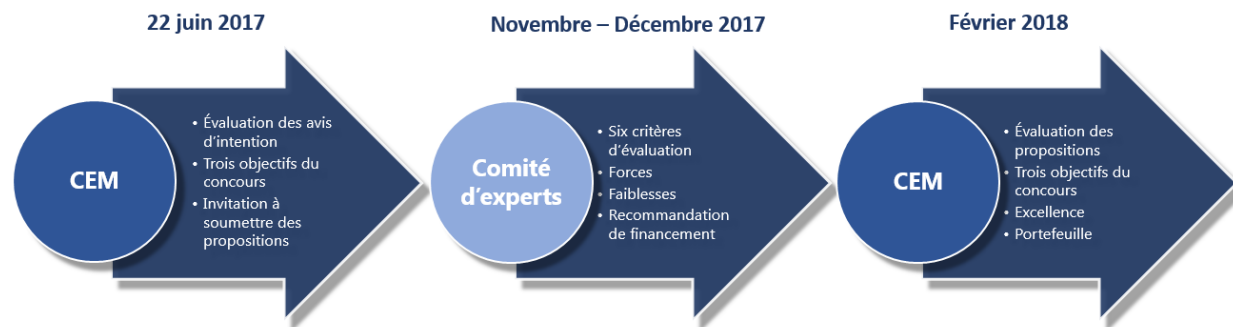 22 juin 2017
CEM
• Évaluation des avis
d'intention
• Trois objectifs du
concours
• Invitation à
soumettre des
propositions
Novembre – Décembre 2017
Comité
d'experts
• Six critères
d'évaluation
• Forces
• Faiblesses
• Recommandation
de financement
Février 2018
CEM
• Évaluation des
propositions
• Trois objectifs du
concours
• Excellence
• Portefeuille